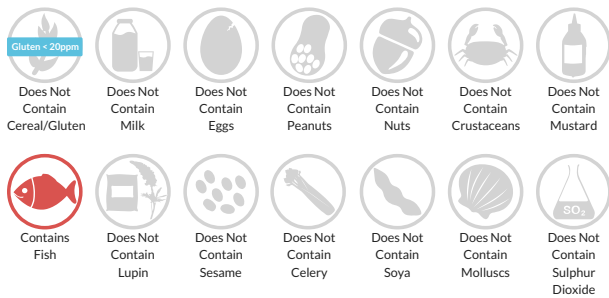 Gluten < 20ppm
Does Not
Contain
Cereal/Gluten
Does Not
Contain
Milk
Does Not
Contain
Eggs
Does Not
Contain
Peanuts
Does Not
Contain
Nuts
Does Not
Contain
Crustaceans
Does Not
Contain
Mustard
Contains
Fish
Does Not
Contain
Lupin
Does Not
Contain
Sesame
Does Not
Contain
Celery
Does Not
Contain
Soya
Does Not
Contain
Molluscs
SO₂
Does Not
Contain
Sulphur
Dioxide